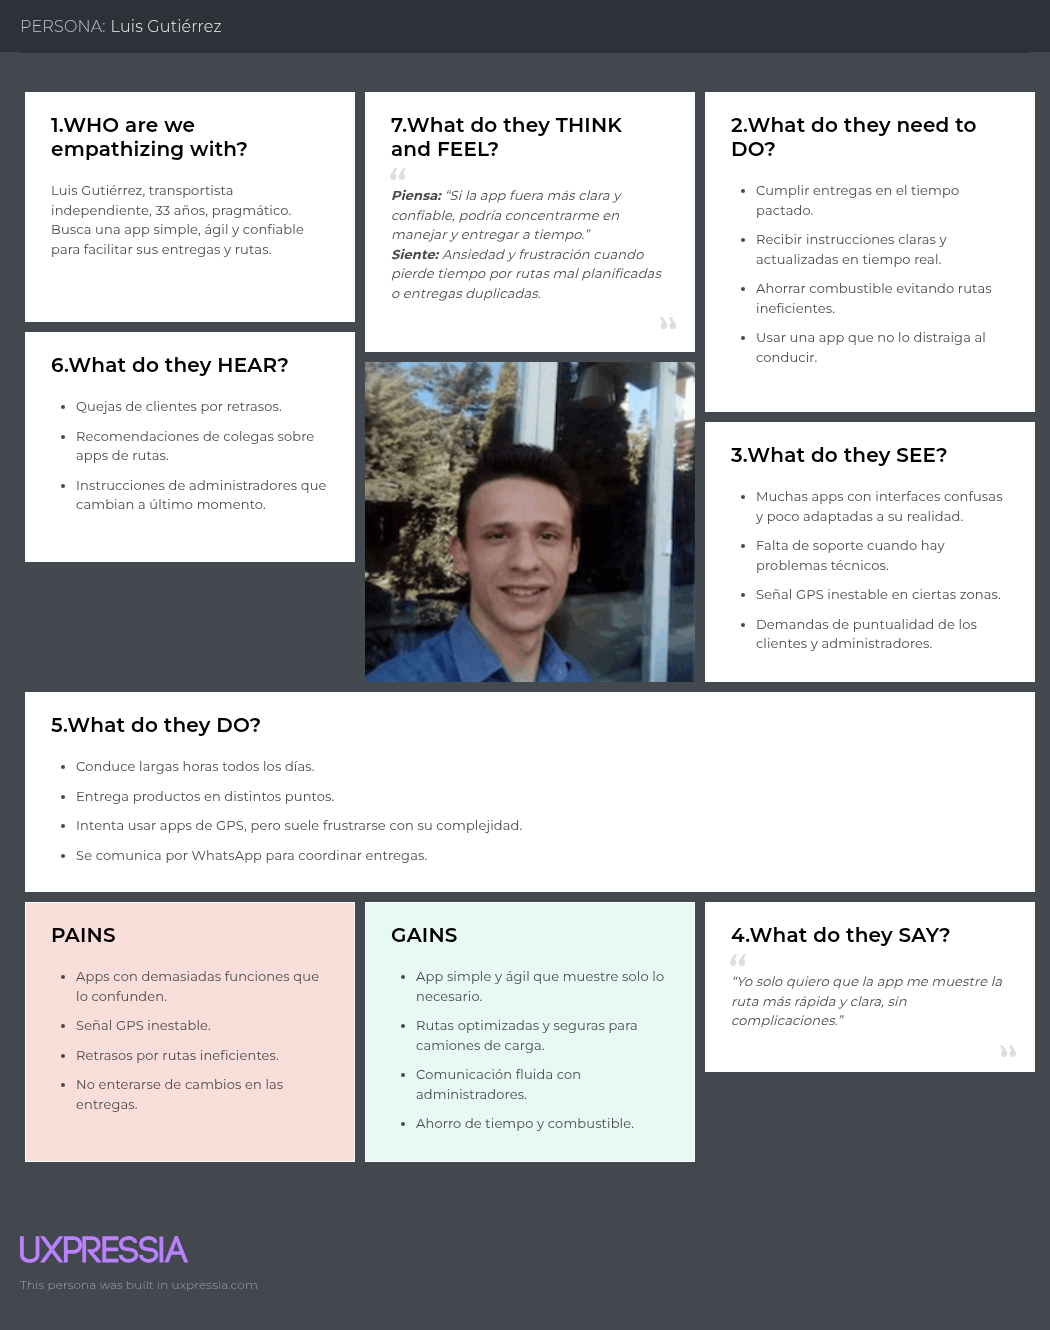 PERSONA: Luis Gutiérrez
1.WHO are we
empathizing with?
Luis Gutiérrez, transportista
independiente, 33 años, pragmático.
Busca una app simple, ágil y confiable
para facilitar sus entregas y rutas.
7.What do they THINK
and FEEL?
“
Piensa: “Si la app fuera más clara y
confiable, podría concentrarme en
manejar y entregar a tiempo.”
Siente: Ansiedad y frustración cuando
pierde tiempo por rutas mal planificadas
o entregas duplicadas.
”
2.What do they need to
DO?
• Cumplir entregas en el tiempo
pactado.
• Recibir instrucciones claras y
actualizadas en tiempo real.
• Ahorrar combustible evitando rutas
ineficientes.
• Usar una app que no lo distraiga al
conducir.
6.What do they HEAR?
• Quejas de clientes por retrasos.
• Recomendaciones de colegas sobre
apps de rutas.
• Instrucciones de administradores que
cambian a último momento.
3.What do they SEE?
• Muchas apps con interfaces confusas
y poco adaptadas a su realidad.
• Falta de soporte cuando hay
problemas técnicos.
• Señal GPS inestable en ciertas zonas.
• Demandas de puntualidad de los
clientes y administradores.
5.What do they DO?
• Conduce largas horas todos los días.
• Entrega productos en distintos puntos.
• Intenta usar apps de GPS, pero suele frustrarse con su complejidad.
• Se comunica por WhatsApp para coordinar entregas.
PAINS
• Apps con demasiadas funciones que
lo confunden.
• Señal GPS inestable.
• Retrasos por rutas ineficientes.
• No enterarse de cambios en las
entregas.
GAINS
• App simple y ágil que muestre solo lo
necesario.
• Rutas optimizadas y seguras para
camiones de carga.
• Comunicación fluida con
administradores.
• Ahorro de tiempo y combustible.
4.What do they SAY?
“
“Yo solo quiero que la app me muestre la
ruta más rápida y clara, sin
complicaciones.”
”
UXPRESSIA
This persona was built in uxpressia.com